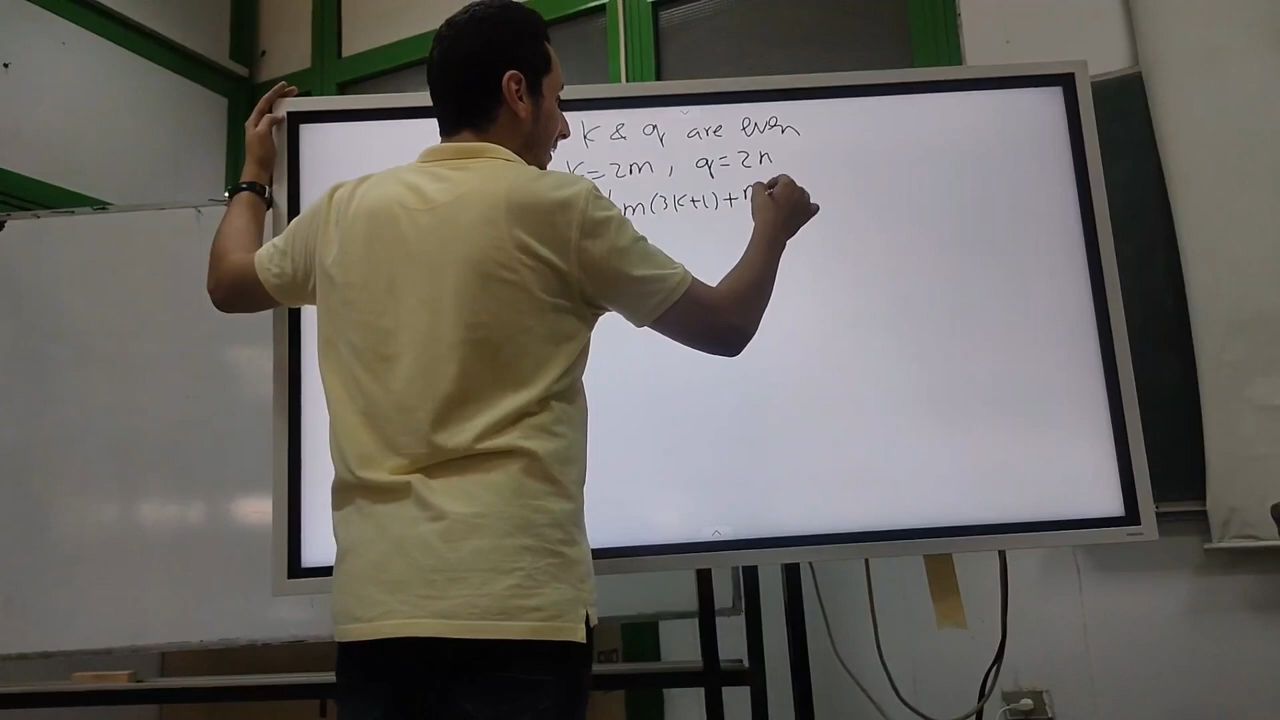 k & q are even
k=2m, q=2n
m(3k+1)+